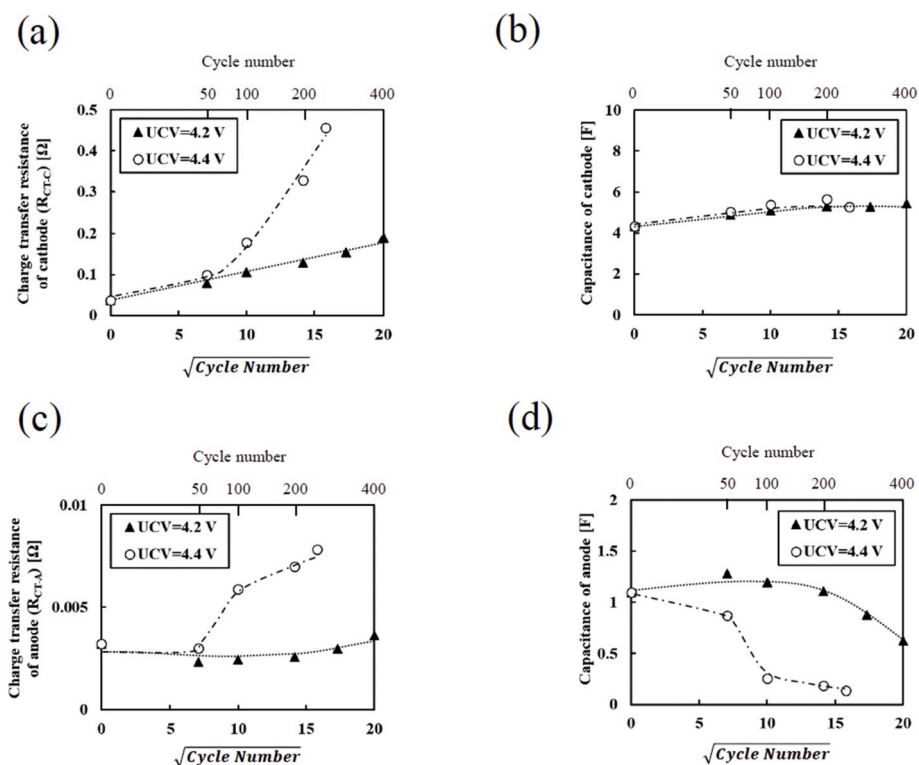 (a)
Cycle number
0 50 100 200 400
Charge transfer resistance
of cathode (R_CT-C) [Ω]
0.5
0.4
0.3
0.2
0.1
0
▲ UCV=4.2 V
○ UCV=4.4 V
0 5 10 15 20
√Cycle Number
(b)
Cycle number
0 50 100 200 400
Capacitance of cathode [F]
10
8
6
4
2
0
▲ UCV=4.2 V
○ UCV=4.4 V
0 5 10 15 20
√Cycle Number
(c)
Cycle number
0 50 100 200 400
Charge transfer resistance
of anode (R_CT-A) [Ω]
0.01
0.005
0
▲ UCV=4.2 V
○ UCV=4.4 V
0 5 10 15 20
√Cycle Number
(d)
Cycle number
0 50 100 200 400
Capacitance of anode [F]
2
1.5
1
0.5
0
▲ UCV=4.2 V
○ UCV=4.4 V
0 5 10 15 20
√Cycle Number